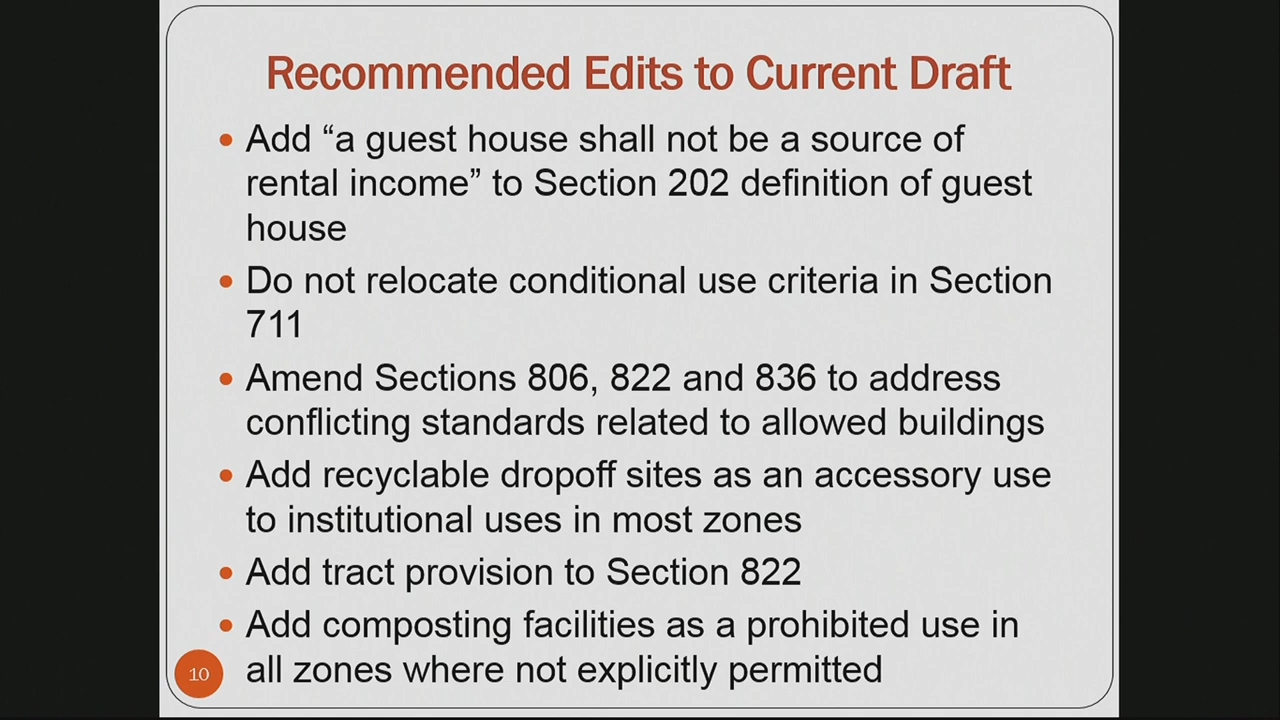 Recommended Edits to Current Draft
• Add “a guest house shall not be a source of
rental income” to Section 202 definition of guest
house
• Do not relocate conditional use criteria in Section
711
• Amend Sections 806, 822 and 836 to address
conflicting standards related to allowed buildings
• Add recyclable dropoff sites as an accessory use
to institutional uses in most zones
• Add tract provision to Section 822
• Add composting facilities as a prohibited use in
all zones where not explicitly permitted
10